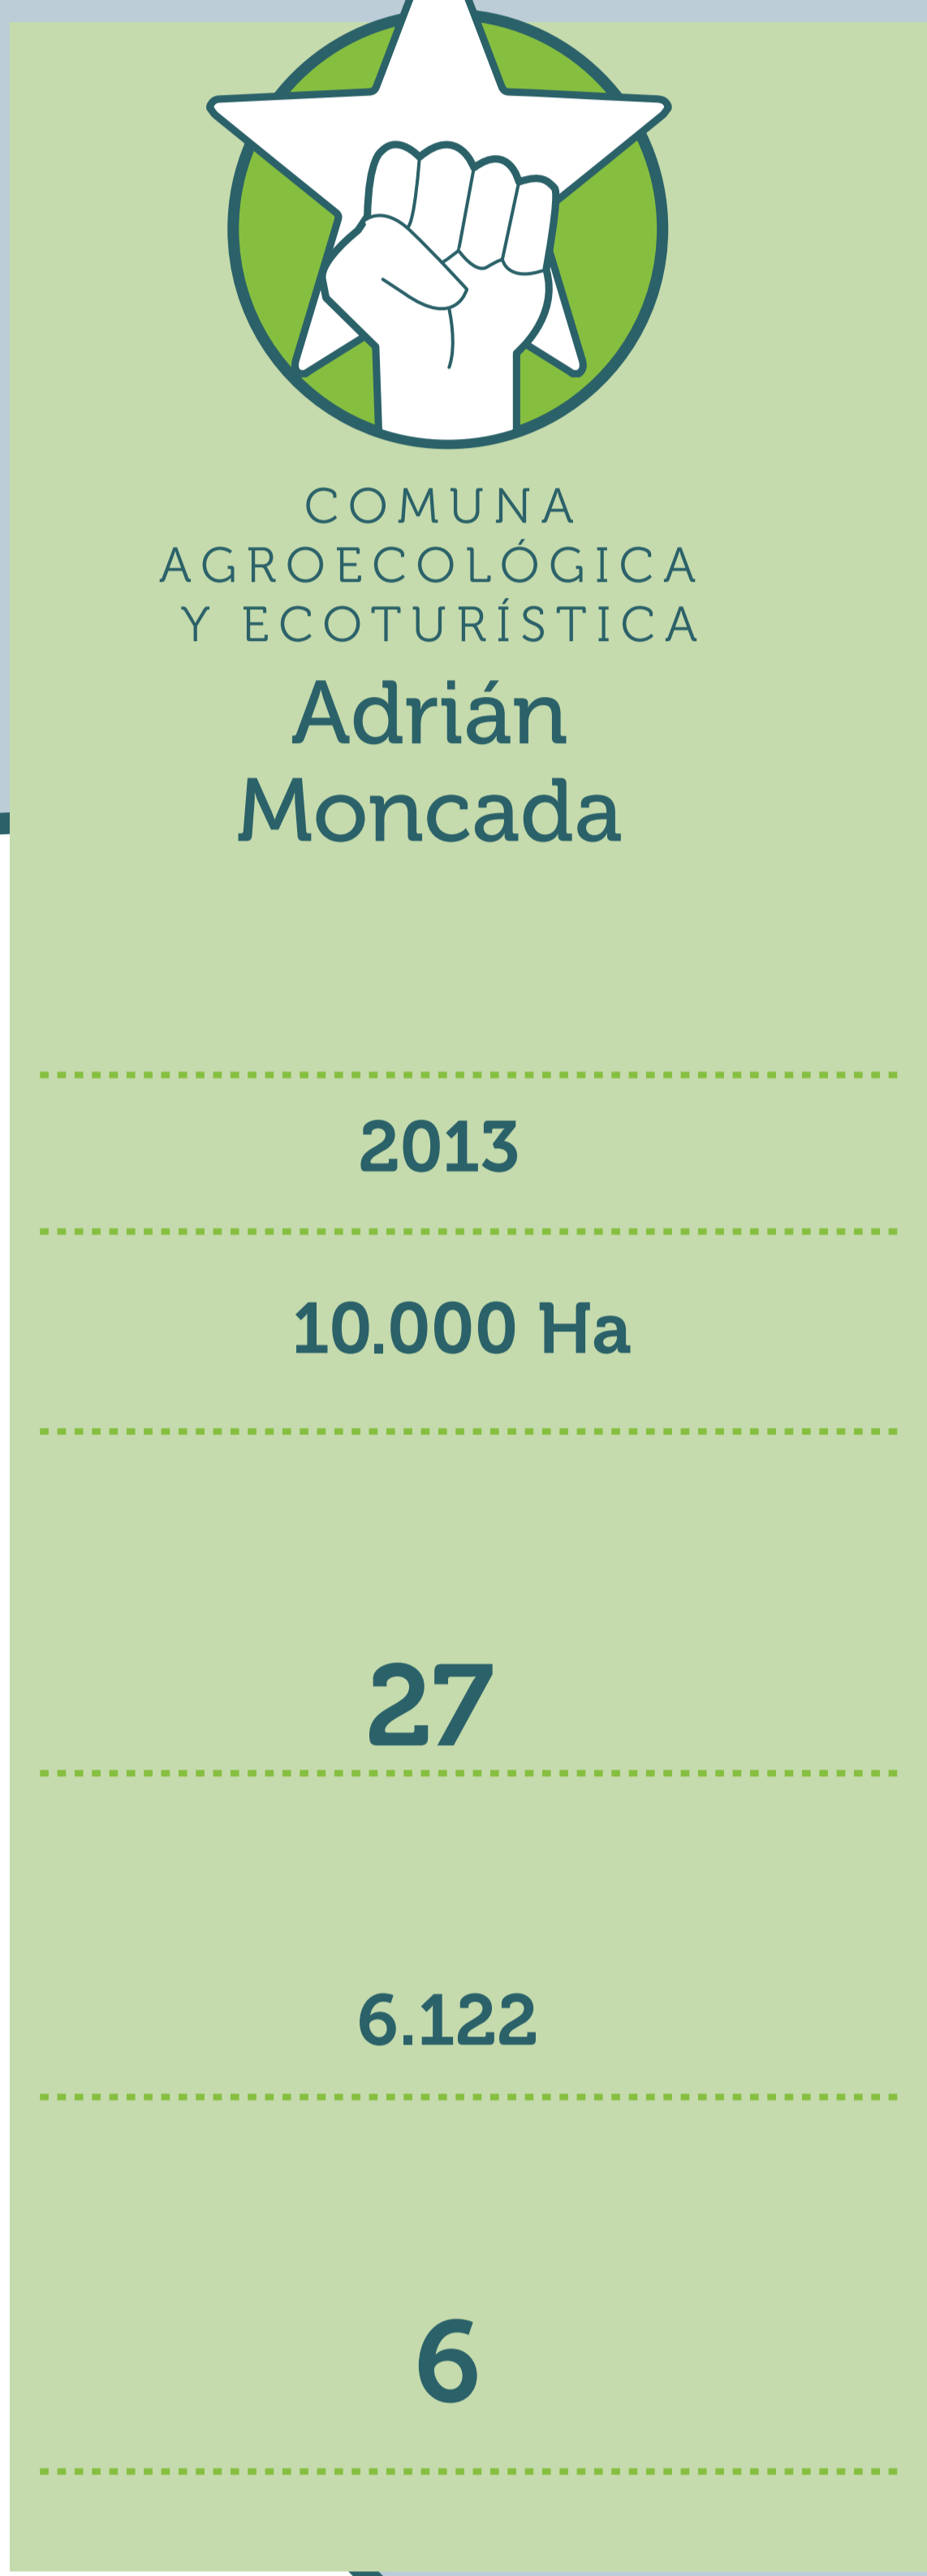 COMUNA
AGROECOLÓGICA
Y ECOTURÍSTICA
Adrián
Moncada
2013
10.000 Ha
27
6.122
6